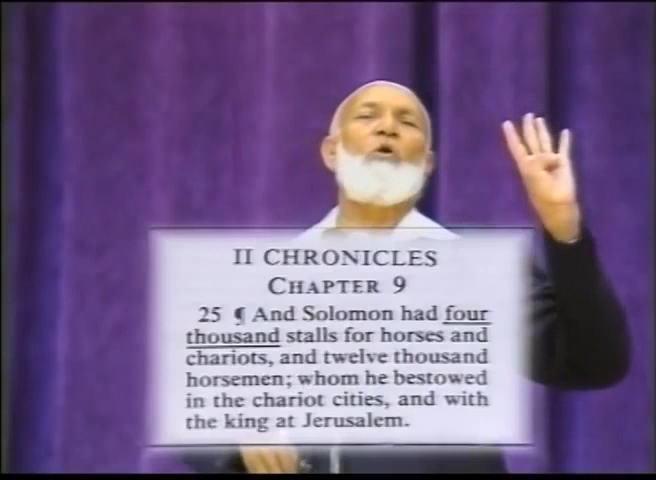 II CHRONICLES
CHAPTER 9
25 ¶ And Solomon had four
thousand stalls for horses and
chariots, and twelve thousand
horsemen; whom he bestowed
in the chariot cities, and with
the king at Jerusalem.